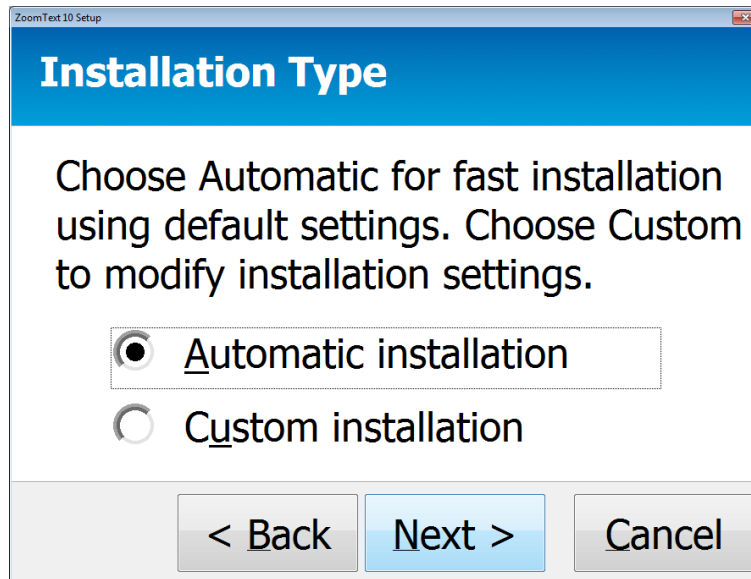 ZoomText 10 Setup
Installation Type
Choose Automatic for fast installation
using default settings. Choose Custom
to modify installation settings.
Automatic installation
Custom installation
< Back Next > Cancel